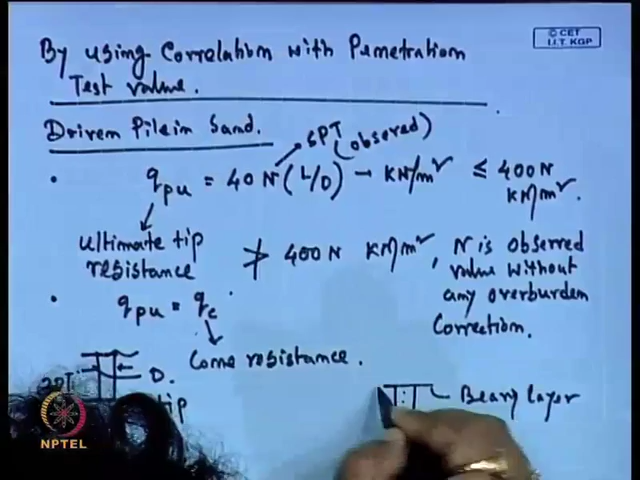 © CET
I.I.T. KGP
By using Correlation with Penetration
Test value.
Driven Pile in Sand.
SPT (observed)
• qpu = 40 N (L/D) – KN/m² ≤ 400 N KN/m².
Ultimate tip resistance
≯ 400 N KN/m², N is observed value without any overburden Correction.
• qpu = qc
Cone resistance.
D.
tip
layer
NPTEL